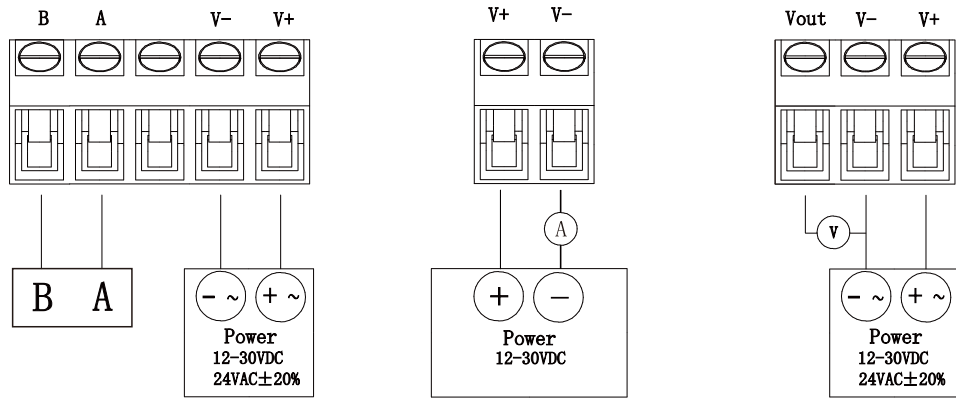 B A V- V+
B A
- ~ + ~
Power
12-30VDC
24VAC±20%
V+ V-
A
+ -
Power
12-30VDC
Vout V- V+
V
- ~ + ~
Power
12-30VDC
24VAC±20%